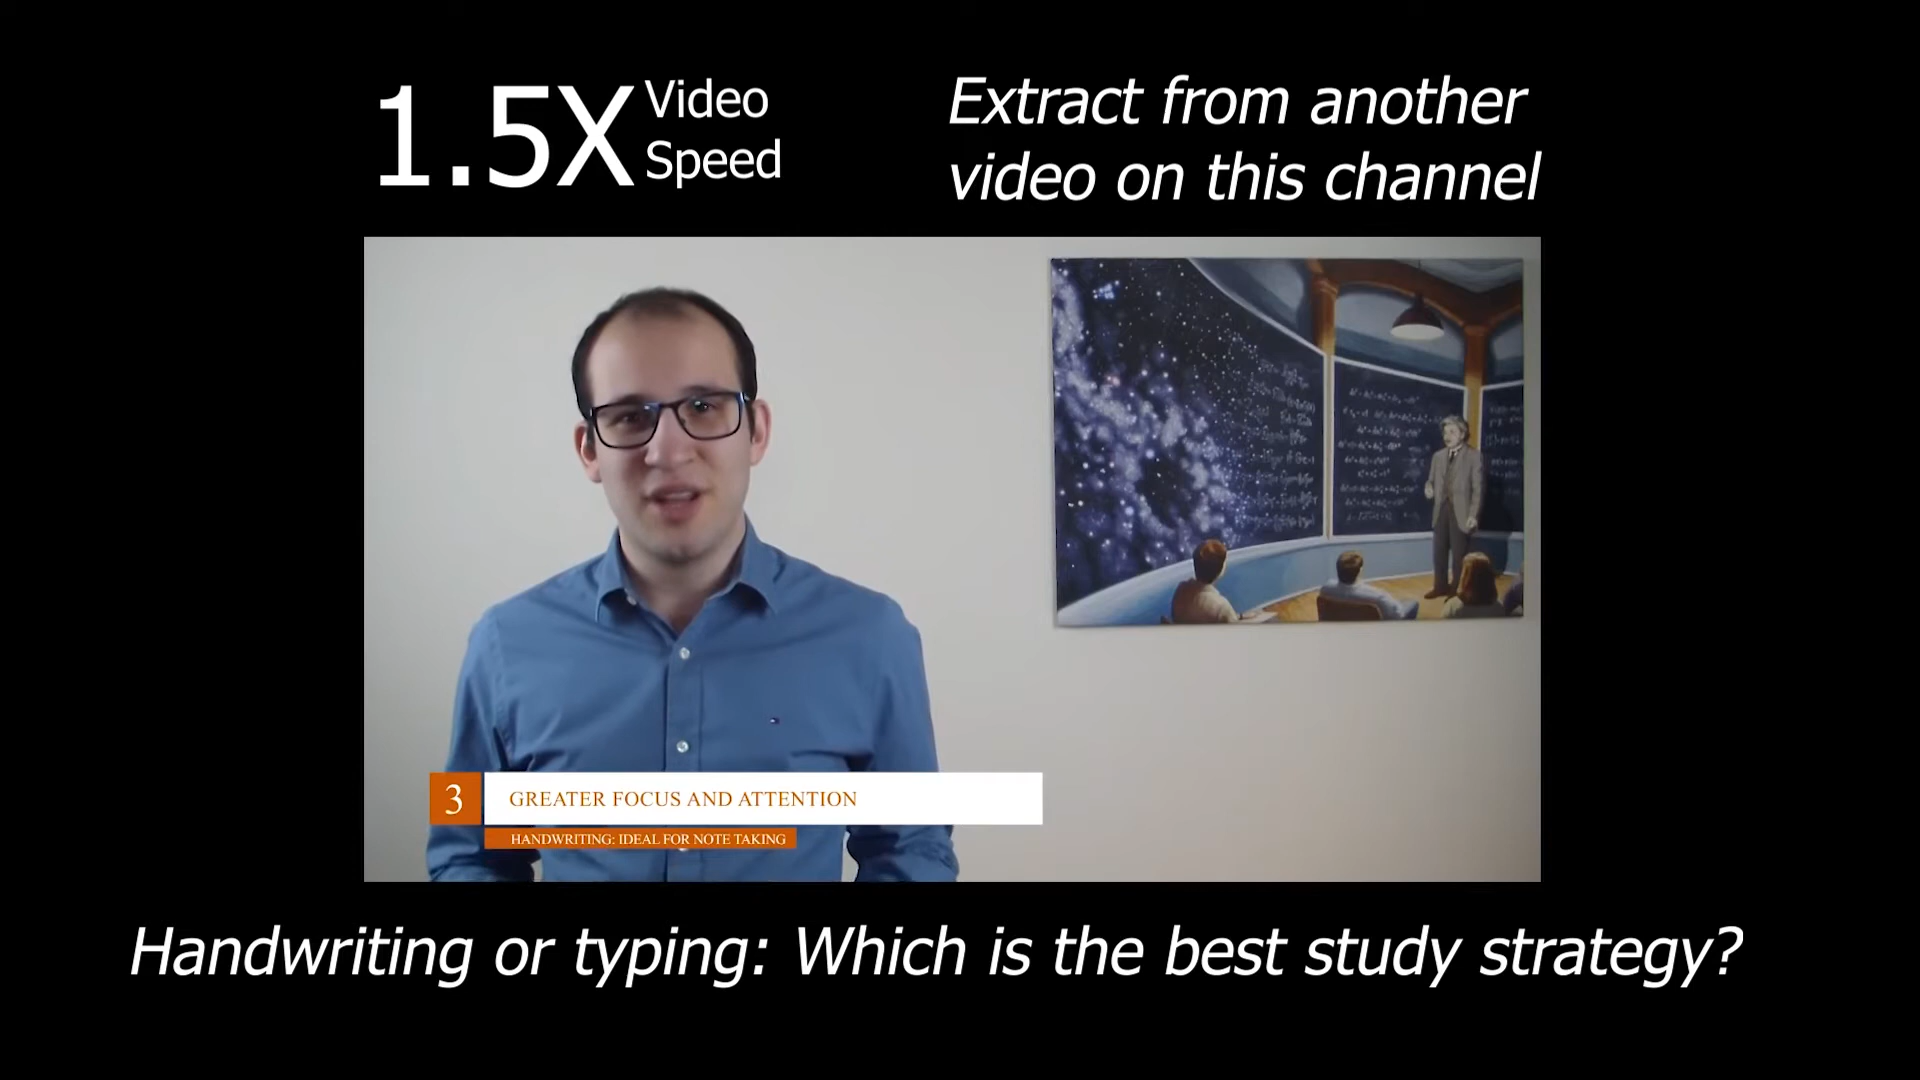 1.5X Video
Speed
Extract from another
video on this channel
3 GREATER FOCUS AND ATTENTION
HANDWRITING: IDEAL FOR NOTE TAKING
Handwriting or typing: Which is the best study strategy?